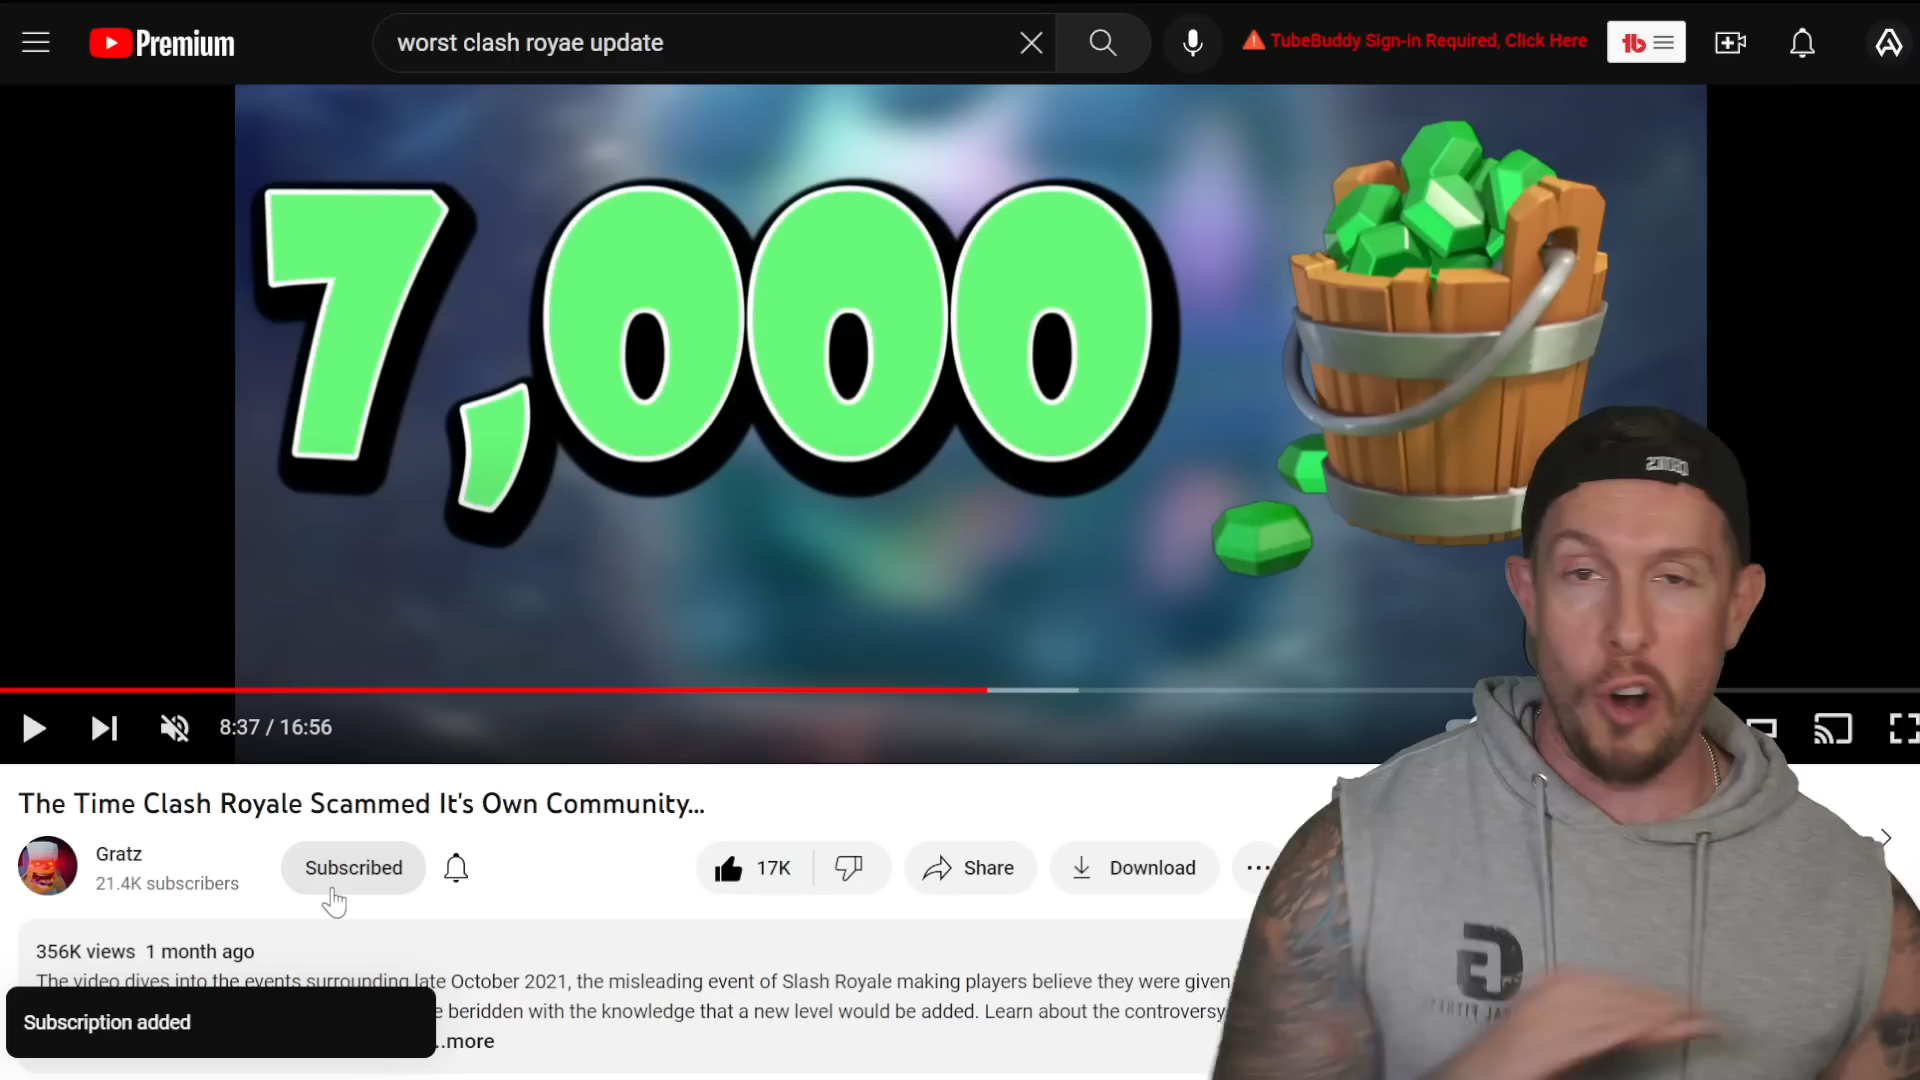 Premium
worst clash royae update
TubeBuddy Sign-in Required, Click Here
tb
7,000
8:37 / 16:56
The Time Clash Royale Scammed It's Own Community...
Gratz
21.4K subscribers
Subscribed
17K
Share
Download
356K views 1 month ago
The video dives into the events surrounding late October 2021, the misleading event of Slash Royale making players believe they were given
beridden with the knowledge that a new level would be added. Learn about the controversy
...more
Subscription added